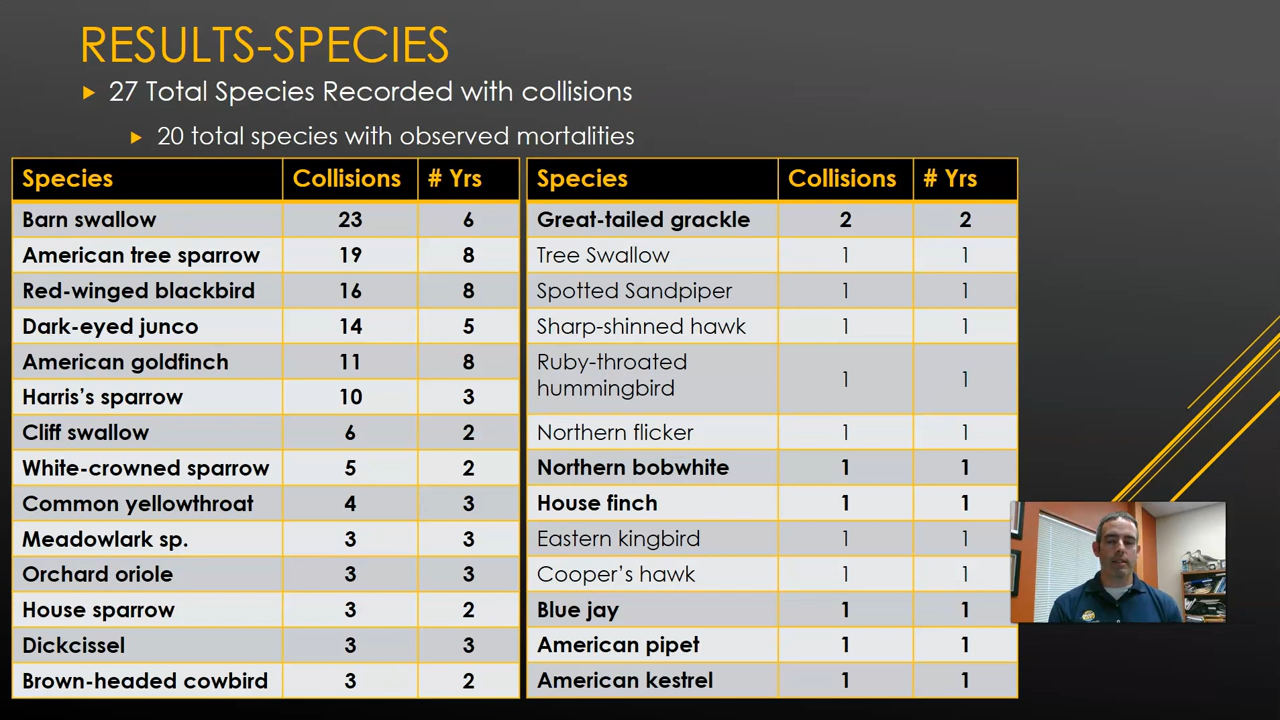 RESULTS-SPECIES
27 Total Species Recorded with collisions
20 total species with observed mortalities
Species Collisions # Yrs
Barn swallow 23 6
American tree sparrow 19 8
Red-winged blackbird 16 8
Dark-eyed junco 14 5
American goldfinch 11 8
Harris's sparrow 10 3
Cliff swallow 6 2
White-crowned sparrow 5 2
Common yellowthroat 4 3
Meadowlark sp. 3 3
Orchard oriole 3 3
House sparrow 3 2
Dickcissel 3 3
Brown-headed cowbird 3 2
Species Collisions # Yrs
Great-tailed grackle 2 2
Tree Swallow 1 1
Spotted Sandpiper 1 1
Sharp-shinned hawk 1 1
Ruby-throated
hummingbird 1 1
Northern flicker 1 1
Northern bobwhite 1 1
House finch 1 1
Eastern kingbird 1 1
Cooper's hawk 1 1
Blue jay 1 1
American pipet 1 1
American kestrel 1 1